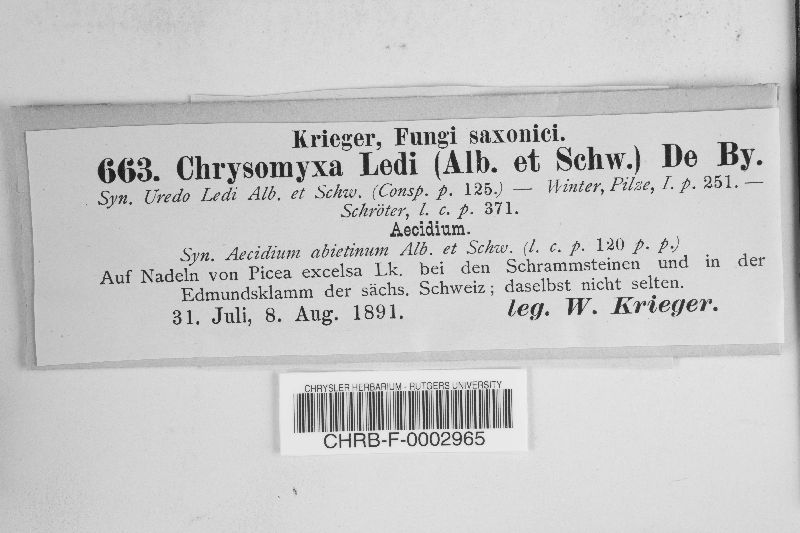 Krieger, Fungi saxonici.
663. Chrysomyxa Ledi (Alb. et Schw.) De By.
Syn. Uredo Ledi Alb. et Schw. (Consp. p. 125.) — Winter, Pilze, I. p. 251. —
Schröter, l. c. p. 371.
Aecidium.
Syn. Aecidium abietinum Alb. et Schw. (l. c. p. 120 p. p.)
Auf Nadeln von Picea excelsa Lk. bei den Schrammsteinen und in der
Edmundsklamm der sächs. Schweiz; daselbst nicht selten.
31. Juli, 8. Aug. 1891. leg. W. Krieger.
CHRYSLER HERBARIUM - RUTGERS UNIVERSITY
CHRB-F-0002965